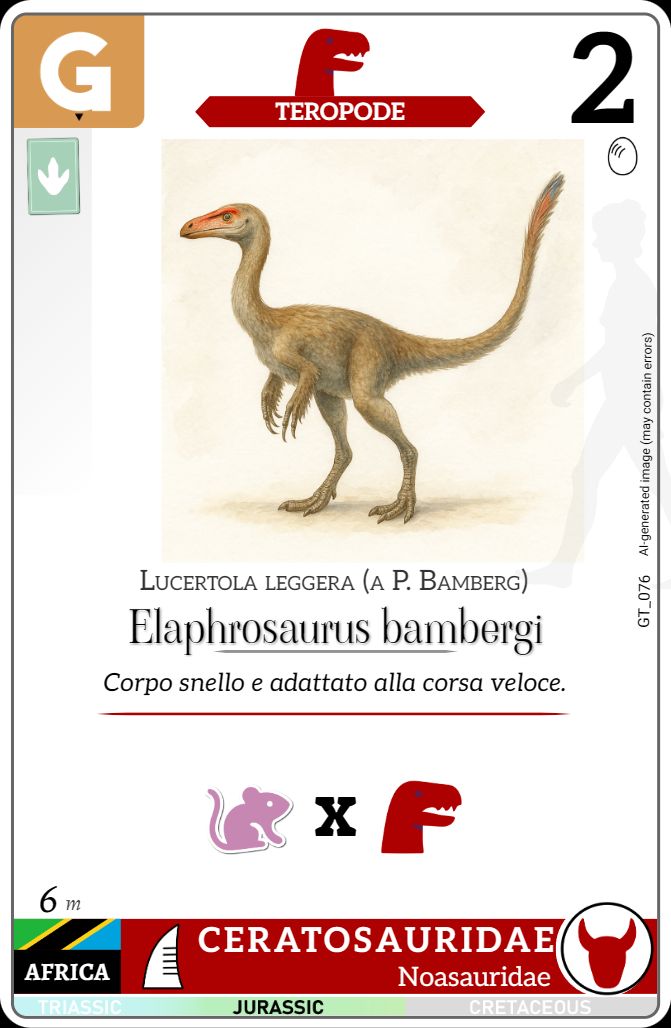 G
TEROPODE
2
AI-generated image (may contain errors)
GT_076
Lucertola leggera (a P. Bamberg)
Elaphrosaurus bambergi
Corpo snello e adattato alla corsa veloce.
x
6 m
AFRICA
CERATOSAURIDAE
Noasauridae
TRIASSIC JURASSIC CRETACEOUS